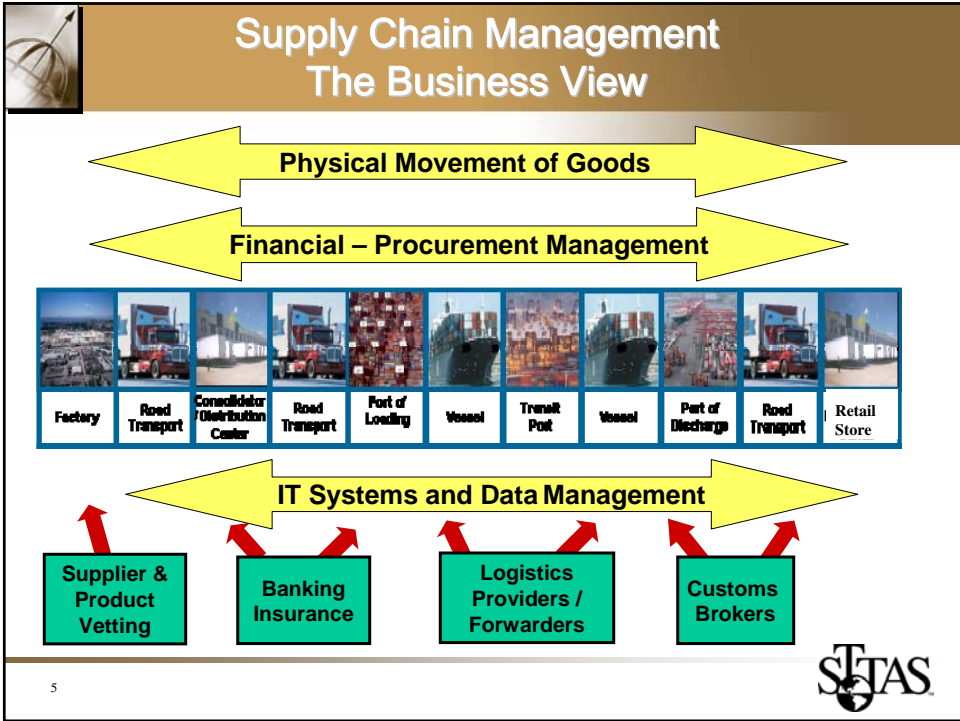 Supply Chain Management
The Business View
Physical Movement of Goods
Financial – Procurement Management
Factory
Road
Transport
Consolidator
/ Distribution
Center
Road
Transport
Port of
Loading
Vessel
Transit
Port
Vessel
Port of
Discharge
Road
Transport
Retail
Store
IT Systems and Data Management
Supplier &
Product
Vetting
Banking
Insurance
Logistics
Providers /
Forwarders
Customs
Brokers
5
STTAS™